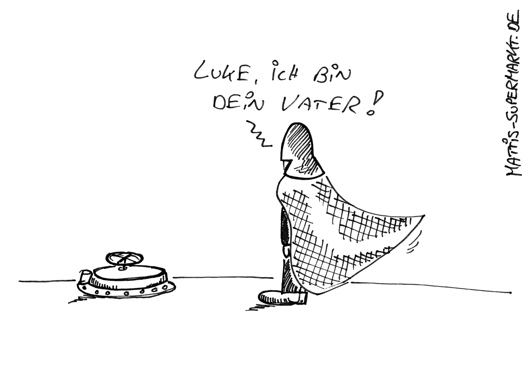 LUKE, iCH BiN
DEiN VATER!
MATTIS-SUPERMARKT.DE